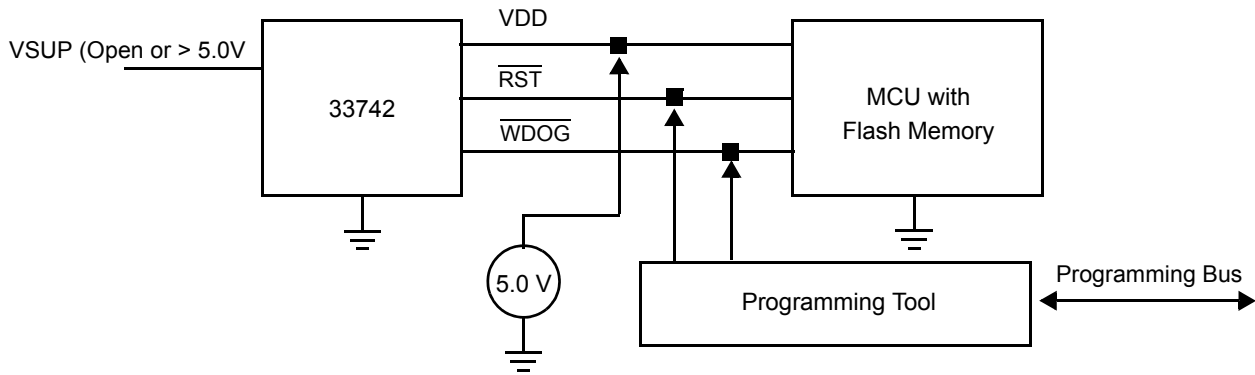 VDD
VSUP (Open or > 5.0V
RST
33742
MCU with
Flash Memory
WDOG
5.0 V
Programming Tool
Programming Bus